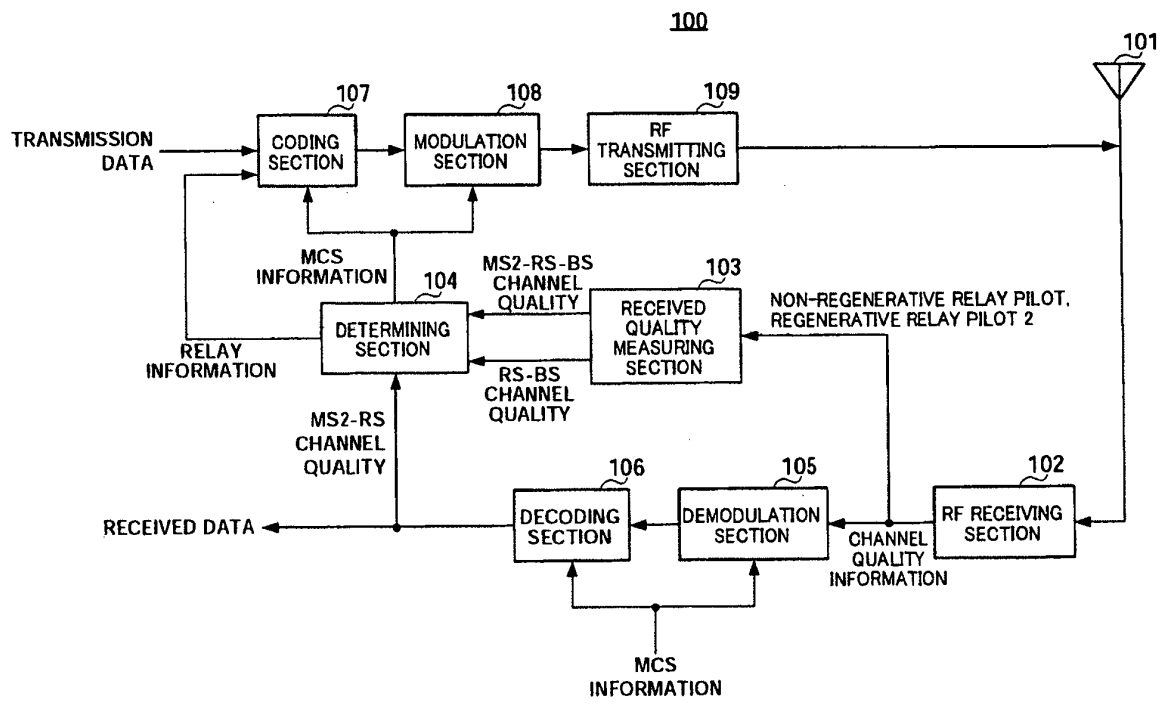 100
101
107
108
109
TRANSMISSION
DATA
CODING
SECTION
MODULATION
SECTION
RF
TRANSMITTING
SECTION
MCS
INFORMATION
104
MS2-RS-BS
CHANNEL
QUALITY
103
NON-REGENERATIVE RELAY PILOT,
REGENERATIVE RELAY PILOT 2
DETERMINING
SECTION
RECEIVED
QUALITY
MEASURING
SECTION
RELAY
INFORMATION
RS-BS
CHANNEL
QUALITY
MS2-RS
CHANNEL
QUALITY
106
105
102
RECEIVED DATA
DECODING
SECTION
DEMODULATION
SECTION
RF RECEIVING
SECTION
CHANNEL
QUALITY
INFORMATION
MCS
INFORMATION